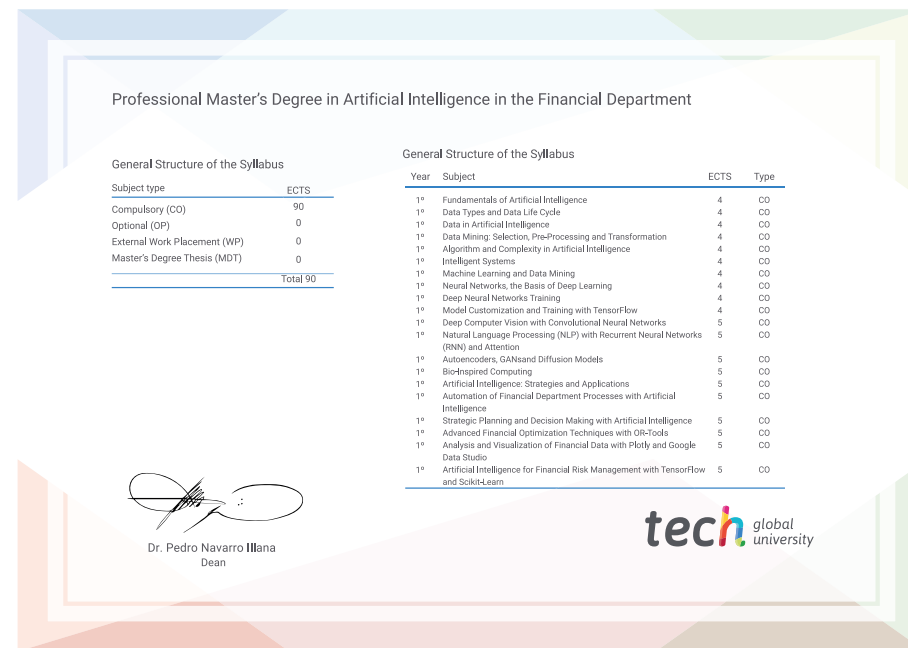 Professional Master's Degree in Artificial Intelligence in the Financial Department
General Structure of the Syllabus
Subject type ECTS
Compulsory (CO) 90
Optional (OP) 0
External Work Placement (WP) 0
Master's Degree Thesis (MDT) 0
Total 90
General Structure of the Syllabus
Year Subject ECTS Type
1º Fundamentals of Artificial Intelligence 4 CO
1º Data Types and Data Life Cycle 4 CO
1º Data in Artificial Intelligence 4 CO
1º Data Mining: Selection, Pre-Processing and Transformation 4 CO
1º Algorithm and Complexity in Artificial Intelligence 4 CO
1º Intelligent Systems 4 CO
1º Machine Learning and Data Mining 4 CO
1º Neural Networks, the Basis of Deep Learning 4 CO
1º Deep Neural Networks Training 4 CO
1º Model Customization and Training with TensorFlow 4 CO
1º Deep Computer Vision with Convolutional Neural Networks 5 CO
1º Natural Language Processing (NLP) with Recurrent Neural Networks 5 CO
(RNN) and Attention
1º Autoencoders, GANsand Diffusion Models 5 CO
1º Bio-Inspired Computing 5 CO
1º Artificial Intelligence: Strategies and Applications 5 CO
1º Automation of Financial Department Processes with Artificial 5 CO
Intelligence
1º Strategic Planning and Decision Making with Artificial Intelligence 5 CO
1º Advanced Financial Optimization Techniques with OR-Tools 5 CO
1º Analysis and Visualization of Financial Data with Plotly and Google 5 CO
Data Studio
1º Artificial Intelligence for Financial Risk Management with TensorFlow 5 CO
and Scikit-Learn
Dr. Pedro Navarro Illana
Dean
tech global
university